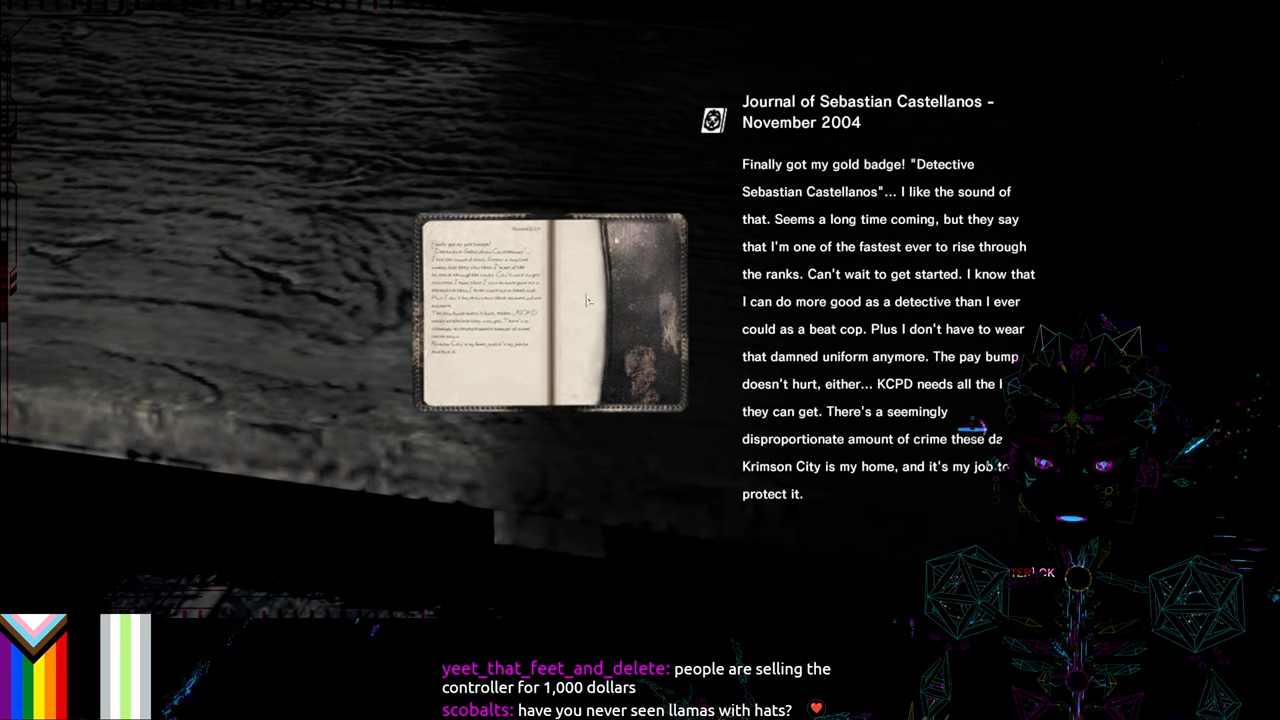 Journal of Sebastian Castellanos -
November 2004
Finally got my gold badge! "Detective
Sebastian Castellanos"... I like the sound of
that. Seems a long time coming, but they say
that I'm one of the fastest ever to rise through
the ranks. Can't wait to get started. I know that
I can do more good as a detective than I ever
could as a beat cop. Plus I don't have to wear
that damned uniform anymore. The pay bump
doesn't hurt, either... KCPD needs all the
they can get. There's a seemingly
disproportionate amount of crime these
Krimson City is my home, and it's my job to
protect it.
yeet_that_feet_and_delete: people are selling the
controller for 1,000 dollars
scobalts: have you never seen llamas with hats?